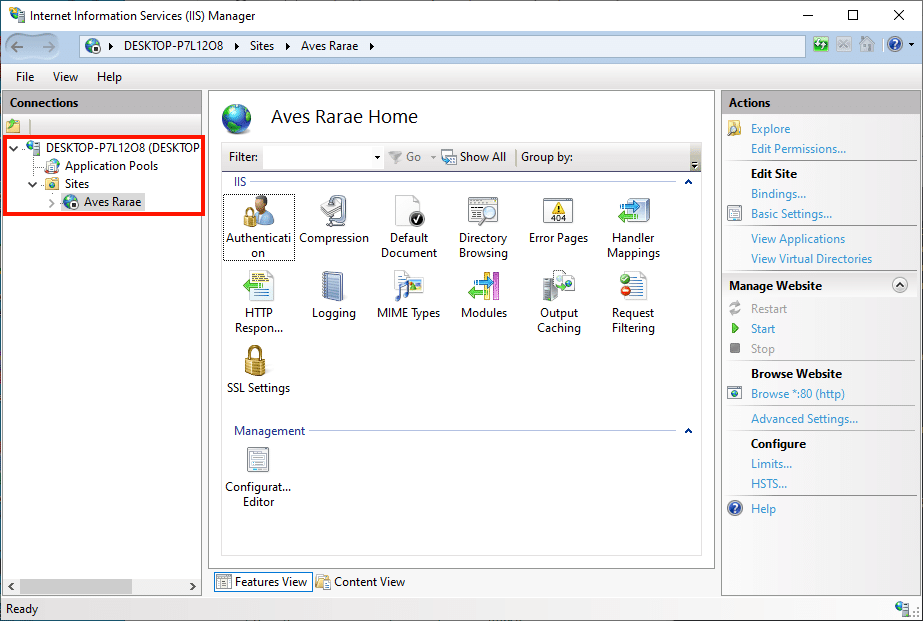 Internet Information Services (IIS) Manager
DESKTOP-P7L12O8
Sites
Aves Rarae
File
View
Help
Connections
DESKTOP-P7L12O8 (DESKTOP
Application Pools
Sites
Aves Rarae
Aves Rarae Home
Filter:
Go
Show All
Group by:
IIS
Authenticati
on
Compression
Default
Document
Directory
Browsing
404
Error Pages
Handler
Mappings
HTTP
Respon...
Logging
MIME Types
Modules
Output
Caching
Request
Filtering
SSL Settings
Management
Configurat...
Editor
Features View
Content View
Actions
Explore
Edit Permissions...
Edit Site
Bindings...
Basic Settings...
View Applications
View Virtual Directories
Manage Website
Restart
Start
Stop
Browse Website
Browse *:80 (http)
Advanced Settings...
Configure
Limits...
HSTS...
Help
Ready